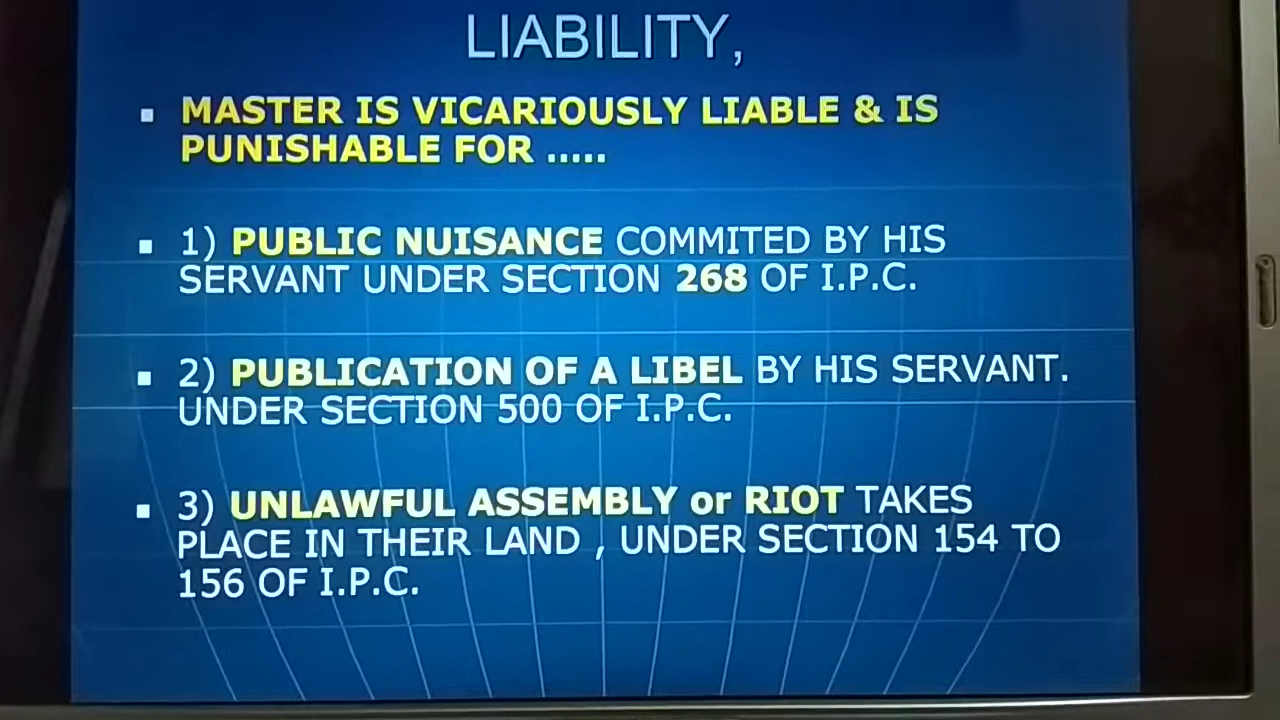 LIABILITY,
MASTER IS VICARIOUSLY LIABLE & IS
PUNISHABLE FOR .....
1) PUBLIC NUISANCE COMMITED BY HIS
SERVANT UNDER SECTION 268 OF I.P.C.
2) PUBLICATION OF A LIBEL BY HIS SERVANT.
UNDER SECTION 500 OF I.P.C.
3) UNLAWFUL ASSEMBLY or RIOT TAKES
PLACE IN THEIR LAND , UNDER SECTION 154 TO
156 OF I.P.C.